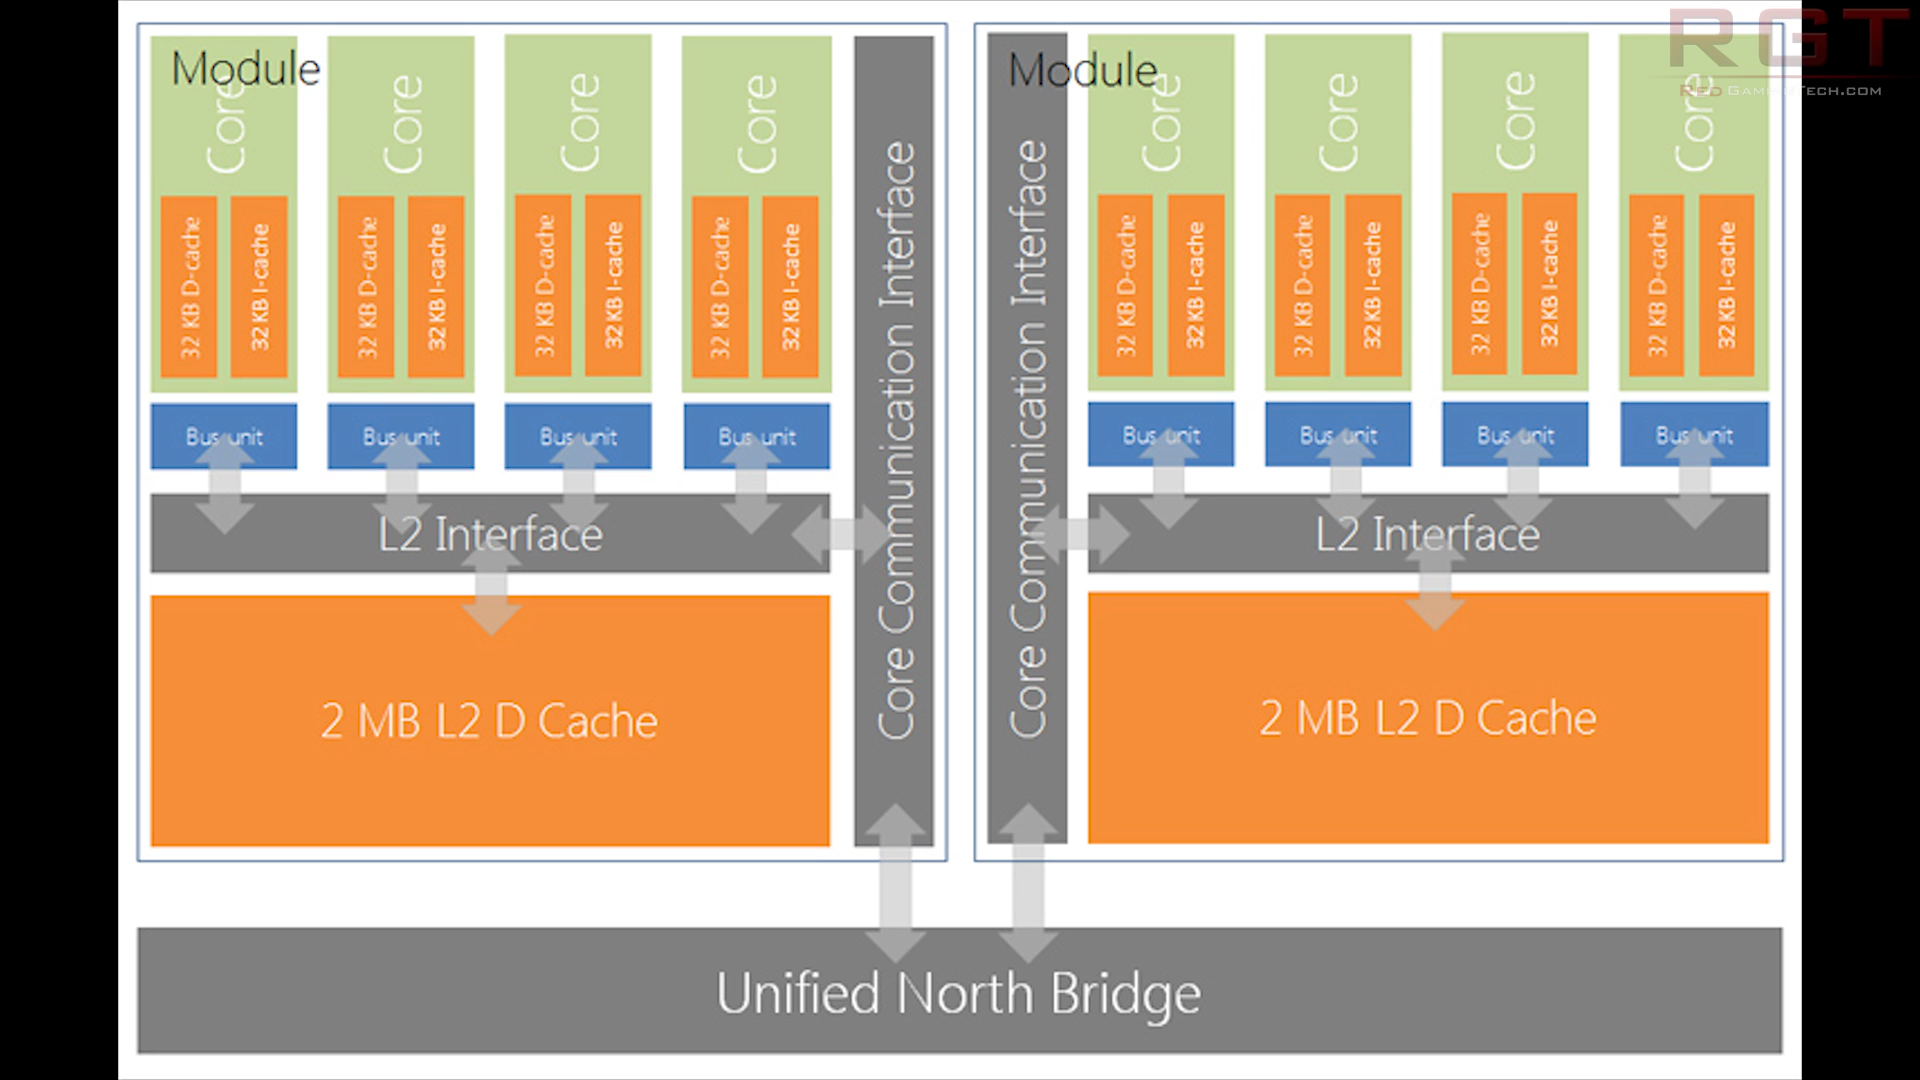 Module
Core
Core
Core
Core
32 KB D-cache
32 KB I-cache
32 KB D-cache
32 KB I-cache
32 KB D-cache
32 KB I-cache
32 KB D-cache
32 KB I-cache
Bus unit
Bus unit
Bus unit
Bus unit
L2 Interface
2 MB L2 D Cache
Core Communication Interface
Module
Core Communication Interface
Core
Core
Core
Core
32 KB D-cache
32 KB I-cache
32 KB D-cache
32 KB I-cache
32 KB D-cache
32 KB I-cache
32 KB D-cache
32 KB I-cache
Bus unit
Bus unit
Bus unit
Bus unit
L2 Interface
2 MB L2 D Cache
Unified North Bridge
RGT
RedGamingTech.com